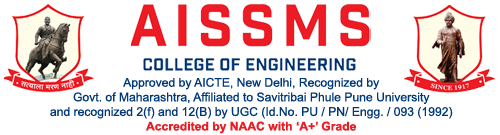 AISSMS
COLLEGE OF ENGINEERING
Approved by AICTE, New Delhi, Recognized by
Govt. of Maharashtra, Affiliated to Savitribai Phule Pune University
and recognized 2(f) and 12(B) by UGC (Id.No. PU / PN/ Engg. / 093 (1992)
Accredited by NAAC with ‘A+’ Grade
सत्याला मरण नाही
SINCE 1917